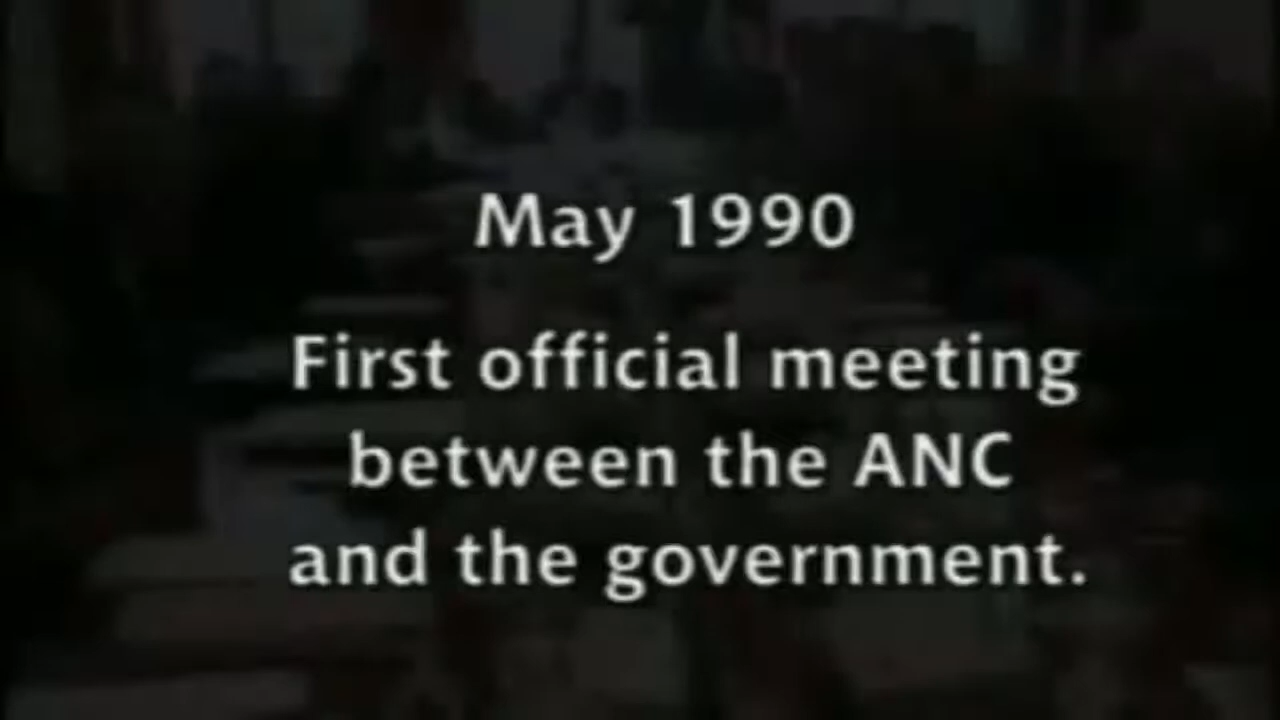 May 1990
First official meeting
between the ANC
and the government.